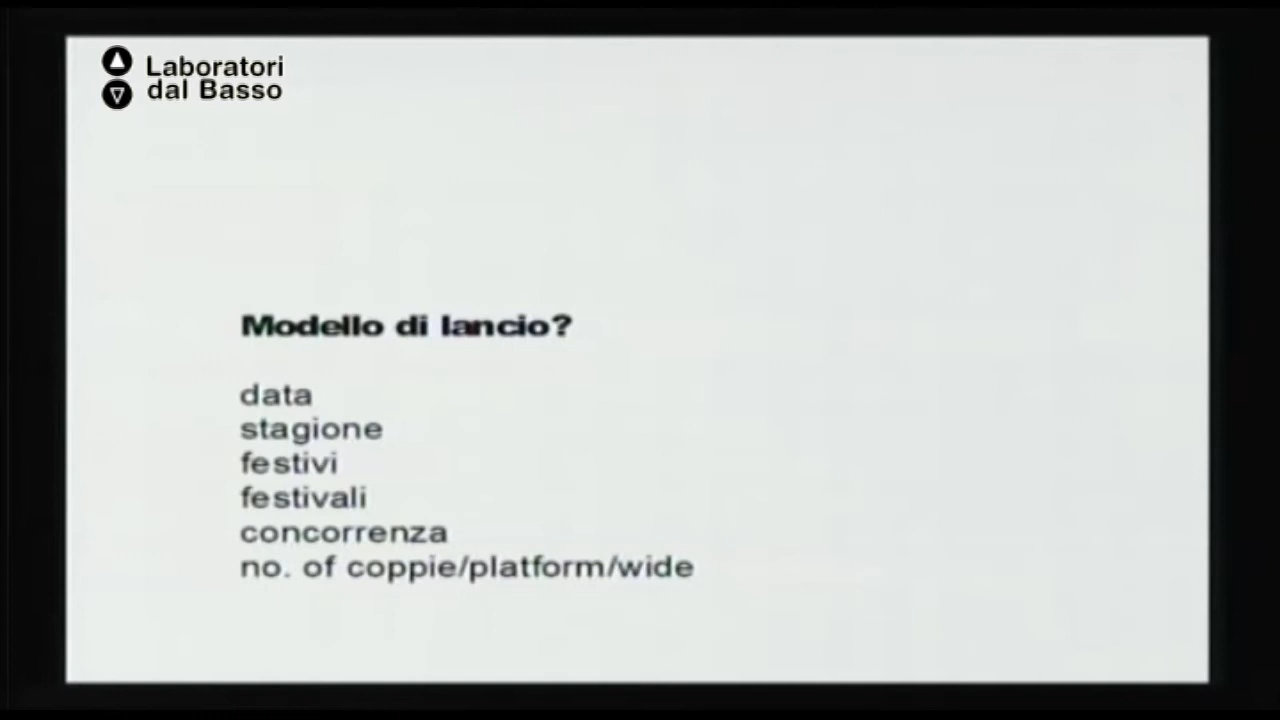 Laboratori
dal Basso
Modello di lancio?
data
stagione
festivi
festivali
concorrenza
no. of coppie/platform/wide